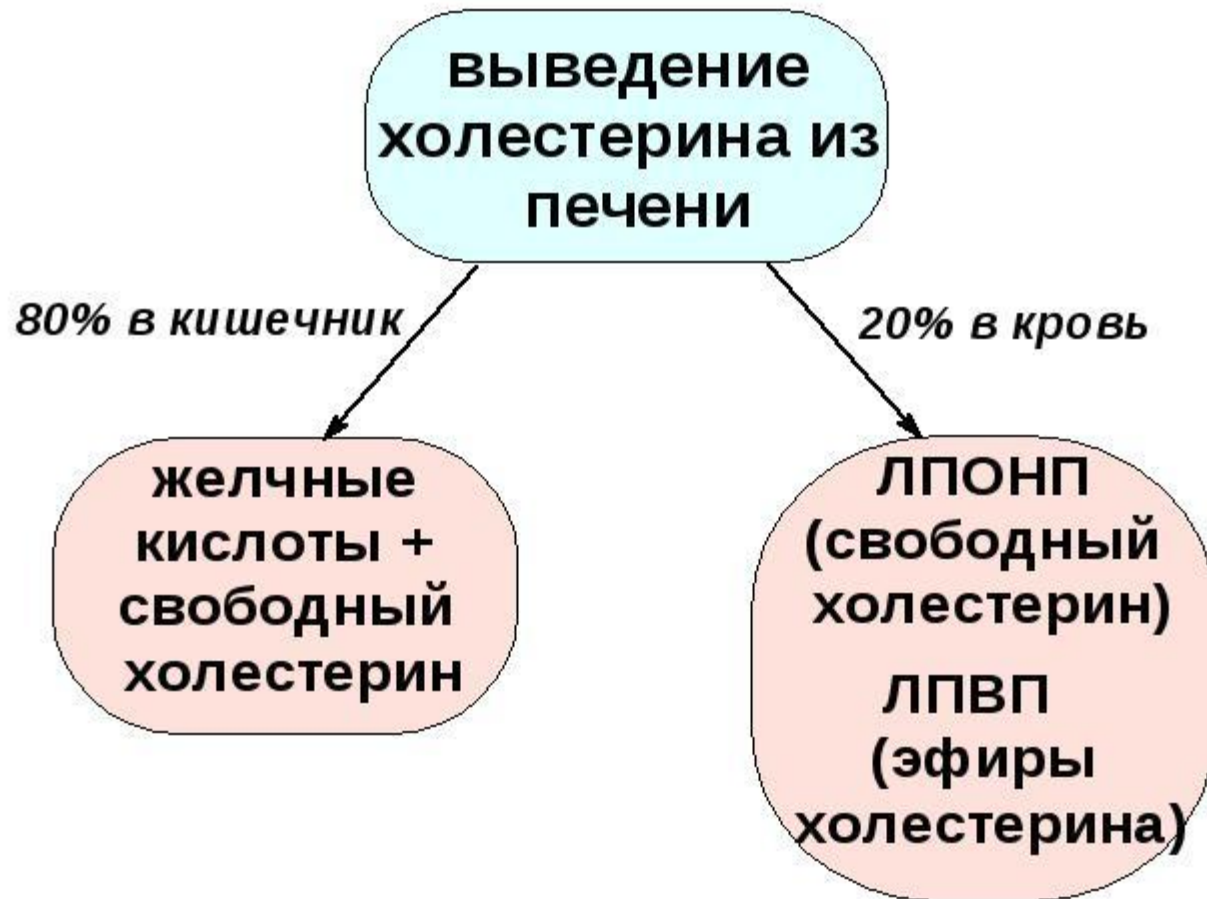 выведение
холестерина из
печени
80% в кишечник
20% в кровь
желчные
кислоты +
свободный
холестерин
ЛПОНП
(свободный
холестерин)
ЛПВП
(эфиры
холестерина)